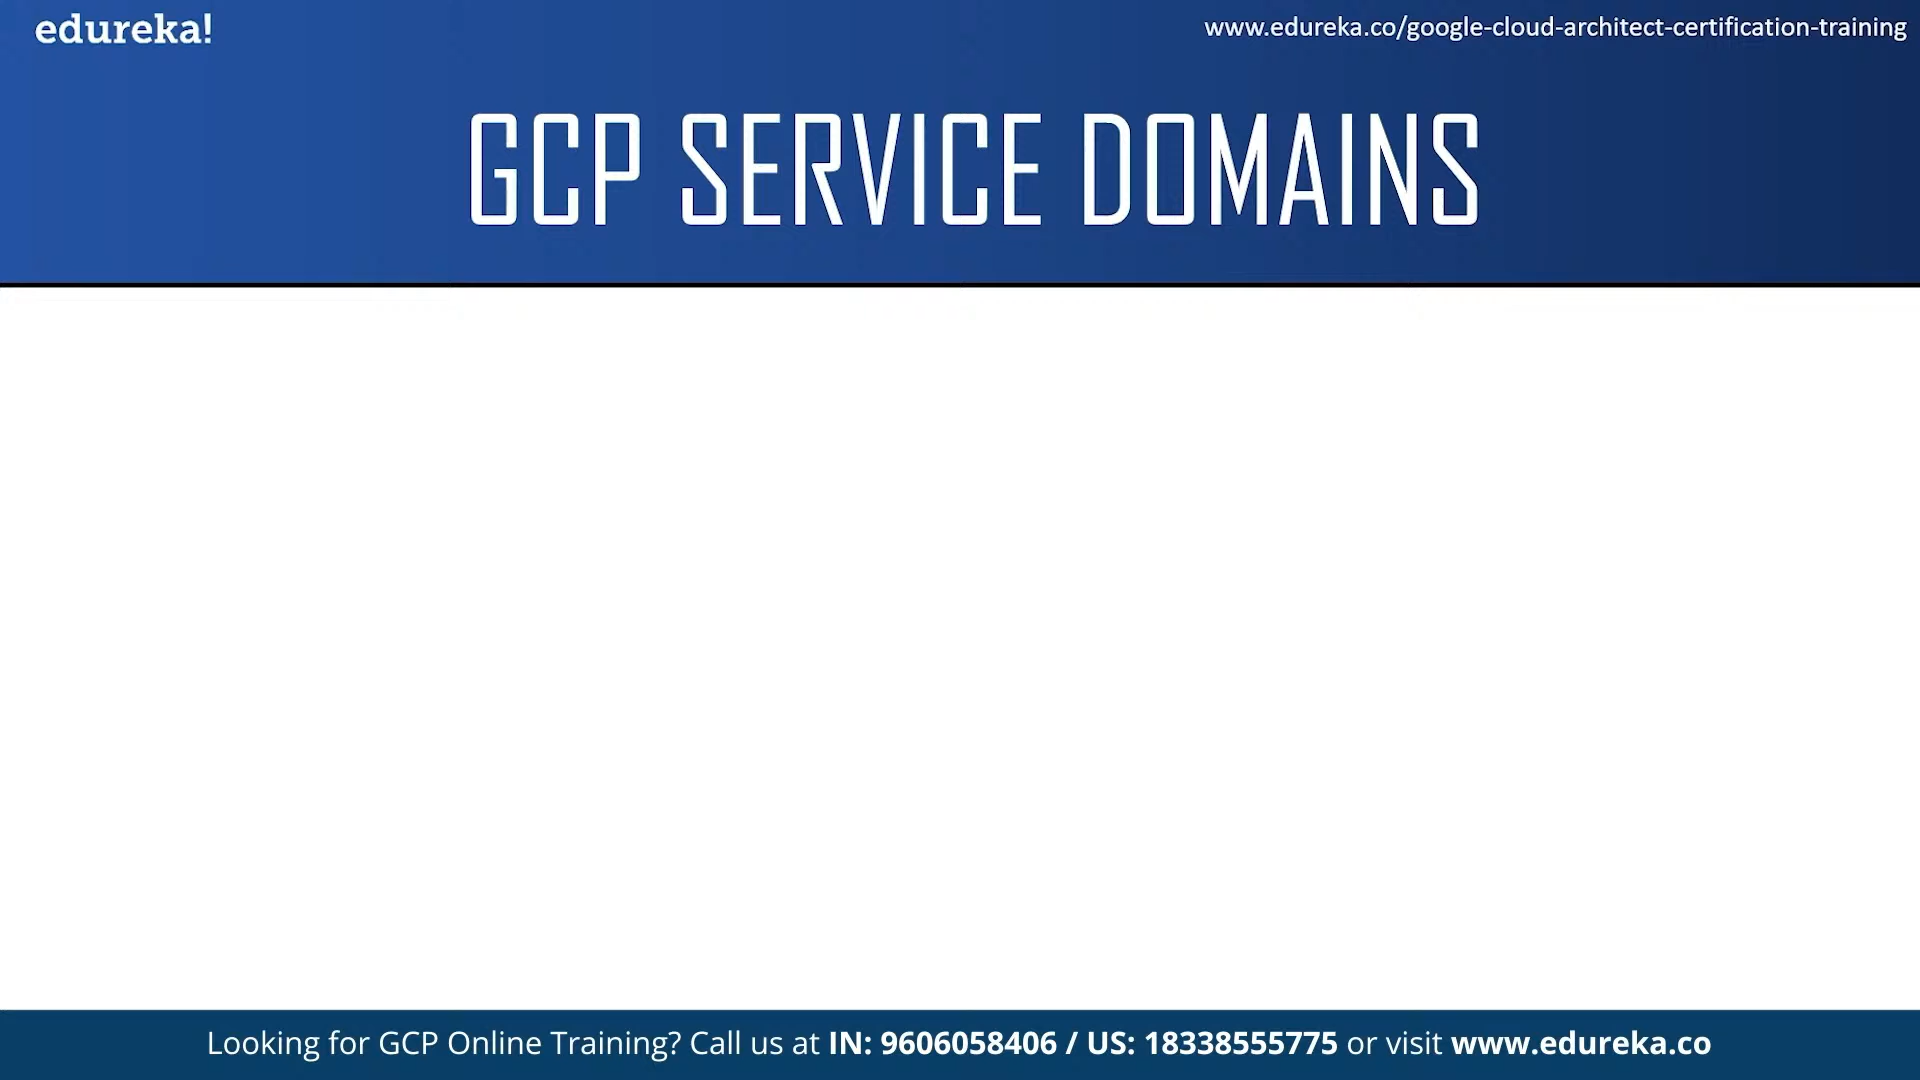 edureka!
www.edureka.co/google-cloud-architect-certification-training
GCP SERVICE DOMAINS
Looking for GCP Online Training? Call us at IN: 9606058406 / US: 18338555775 or visit www.edureka.co